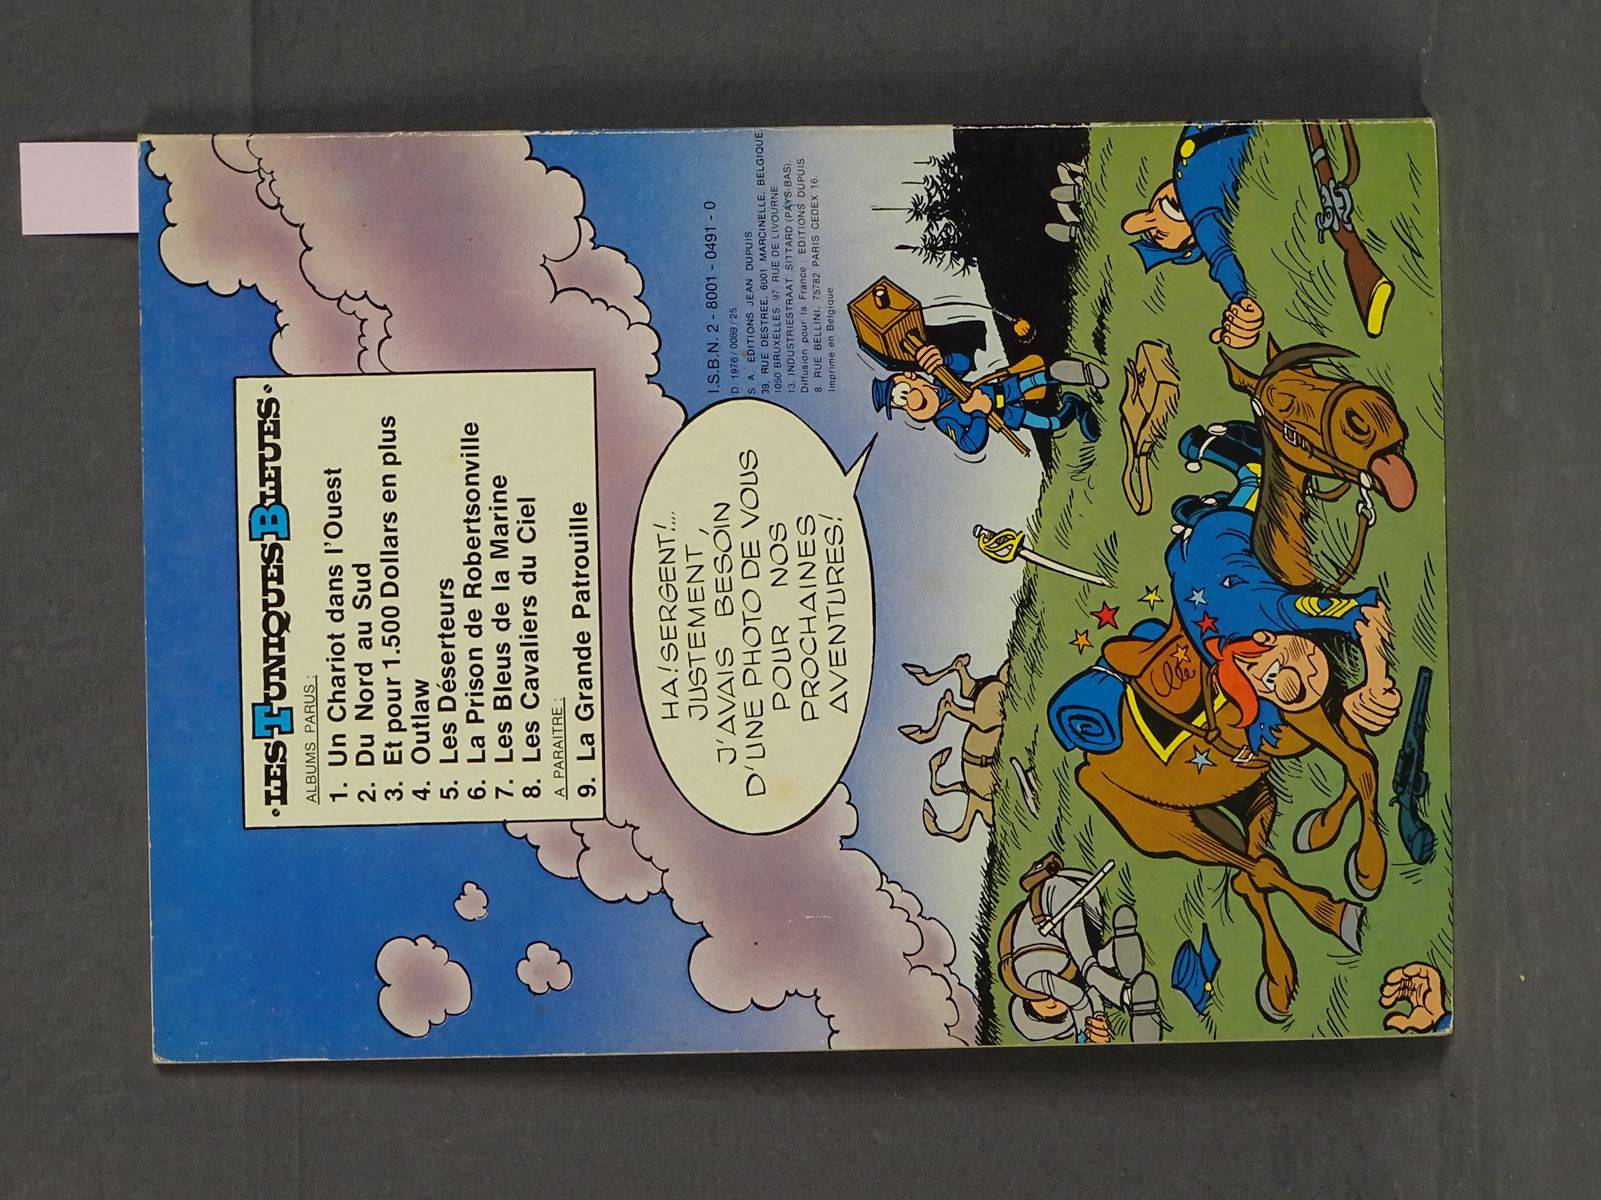 •LES TUNIQUES BLEUES•
ALBUMS PARUS :
1. Un Chariot dans l'Ouest
2. Du Nord au Sud
3. Et pour 1.500 Dollars en plus
4. Outlaw
5. Les Déserteurs
6. La Prison de Robertsonville
7. Les Bleus de la Marine
8. Les Cavaliers du Ciel
A PARAITRE :
9. La Grande Patrouille
HA! SERGENT!...
JUSTEMENT,
J'AVAIS BESOIN
D'UNE PHOTO DE VOUS
POUR NOS
PROCHAINES
AVENTURES!
I.S.B.N. 2 - 8001 - 0491 - 0
D. 1976/0089/25
S. A. EDITIONS JEAN DUPUIS.
39, RUE DESTREE, 6001 MARCINELLE, BELGIQUE
1050 BRUXELLES 97, RUE DE LIVOURNE
13, INDUSTRIESTRAAT, SITTARD (PAYS-BAS).
Diffusion pour la France : EDITIONS DUPUIS.
8, RUE BELLINI, 75782 PARIS CEDEX 16.
Imprimé en Belgique.